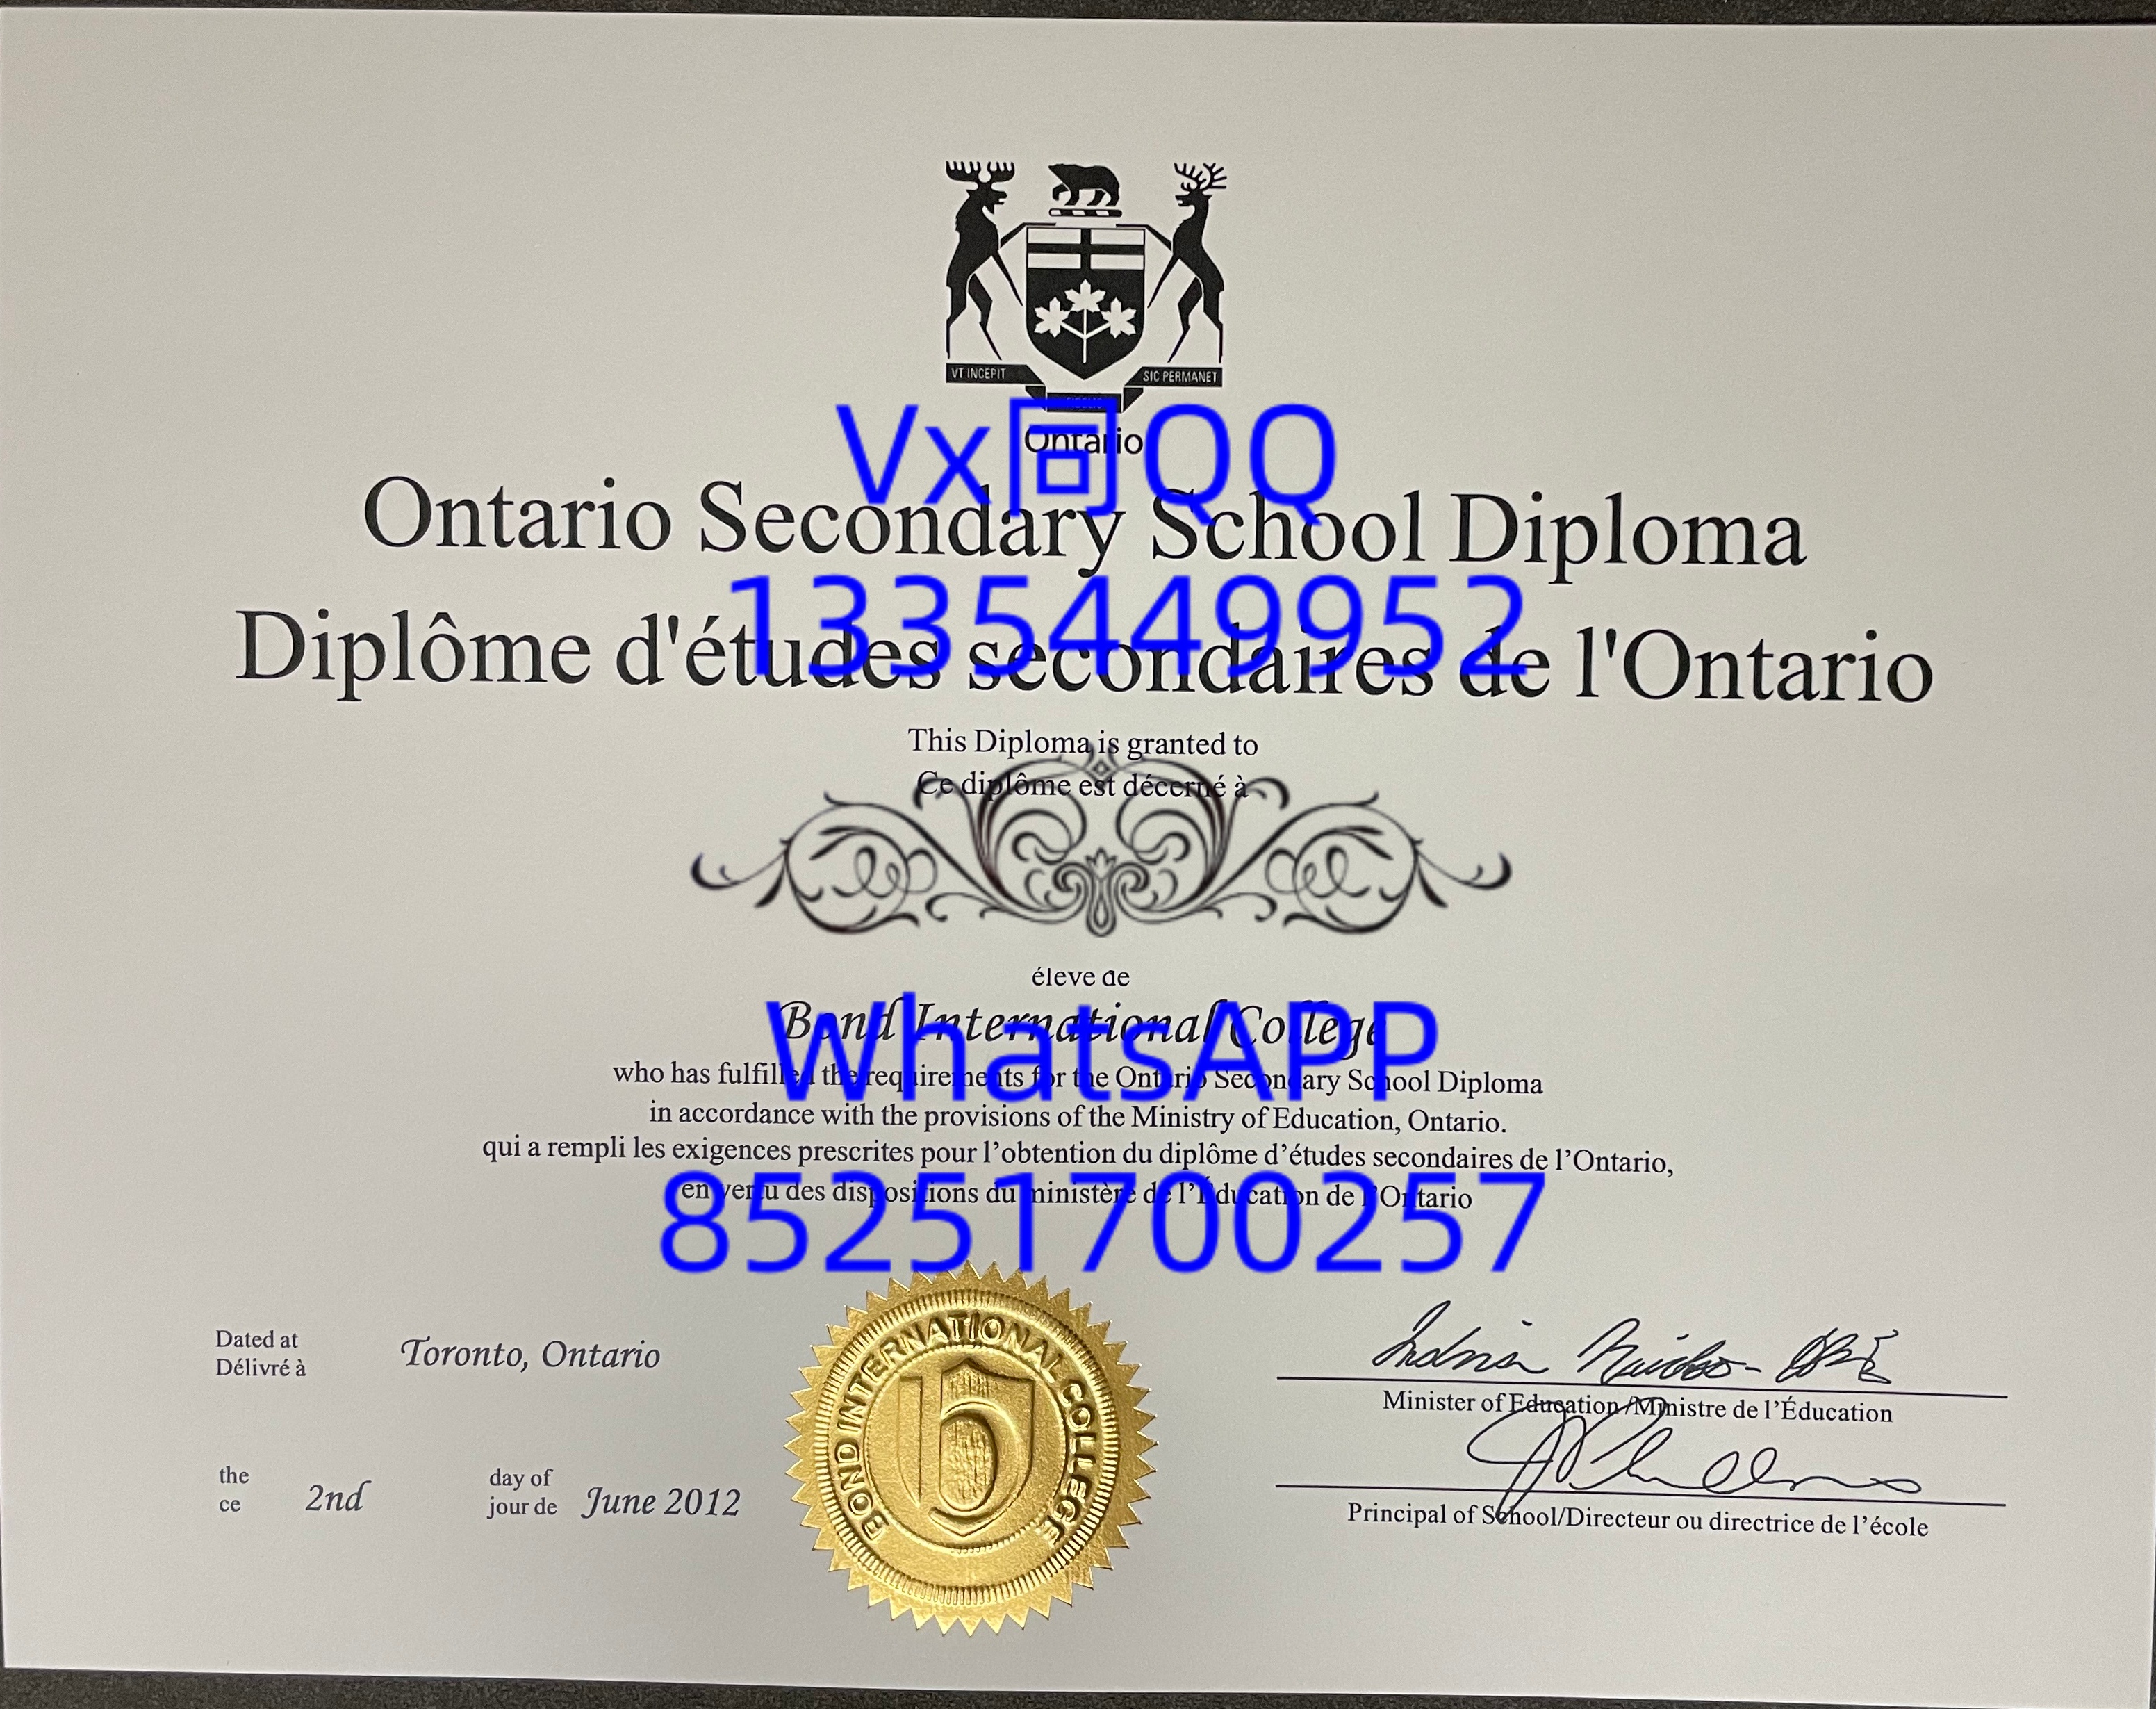 VT INCEPIT
SIC PERMANET
Vx同QQ
Ontario
Ontario Secondary School Diploma
1335449952
Diplôme d'études secondaires de l'Ontario
This Diploma is granted to
Ce diplôme est décerné à
élève de
Bond International College
WhatsAPP
who has fulfilled the requirements for the Ontario Secondary School Diploma
in accordance with the provisions of the Ministry of Education, Ontario.
qui a rempli les exigences prescrites pour l’obtention du diplôme d’études secondaires de l’Ontario,
en vertu des dispositions du ministère de l’Éducation de l’Ontario
85251700257
BOND INTERNATIONAL COLLEGE
b
Dated at
Délivré à
Toronto, Ontario
Minister of Education/Ministre de l’Éducation
the
ce
2nd
day of
jour de
June 2012
Principal of School/Directeur ou directrice de l’école